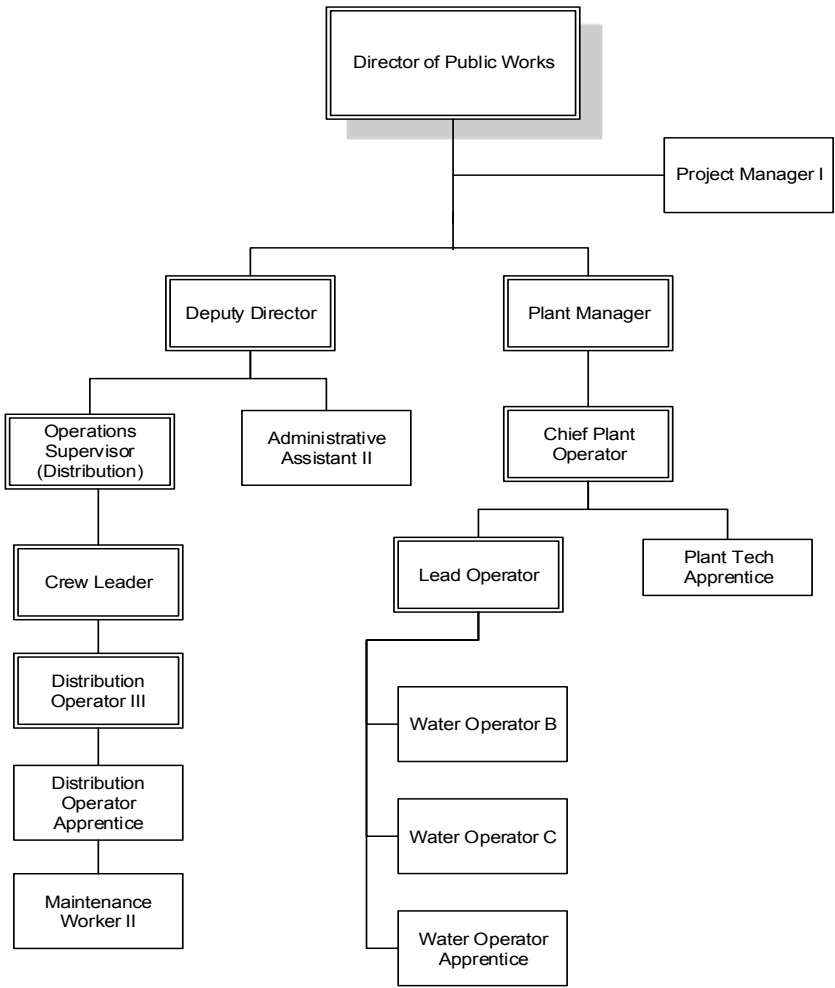 Director of Public Works
Project Manager I
Deputy Director
Plant Manager
Operations
Supervisor
(Distribution)
Administrative
Assistant II
Chief Plant
Operator
Crew Leader
Lead Operator
Plant Tech
Apprentice
Distribution
Operator III
Water Operator B
Distribution
Operator
Apprentice
Water Operator C
Maintenance
Worker II
Water Operator
Apprentice